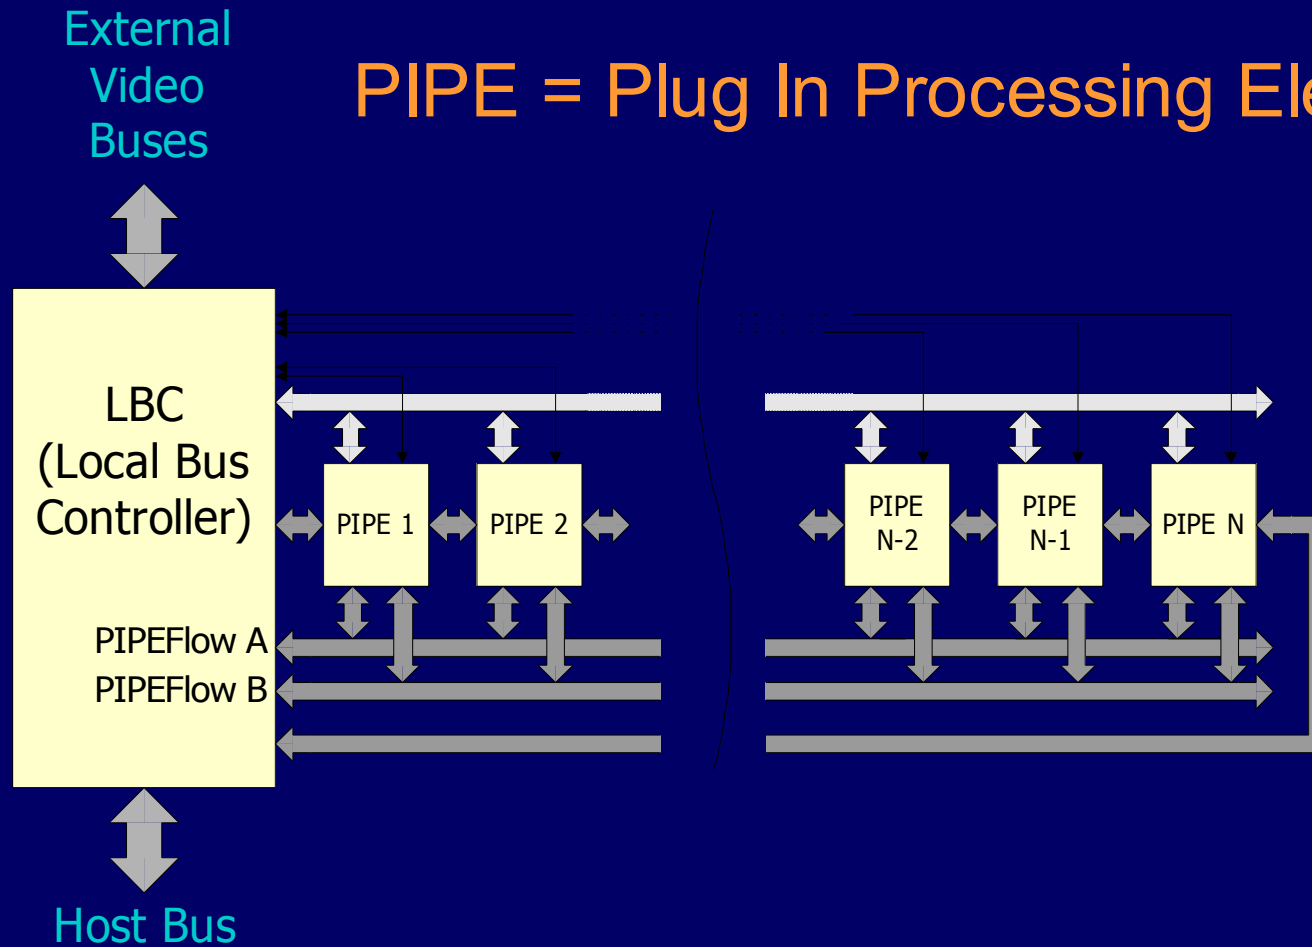 External
Video
Buses
PIPE = Plug In Processing
LBC
(Local Bus
Controller)
PIPE 1
PIPE 2
PIPE
N-2
PIPE
N-1
PIPE N
PIPEFlow A
PIPEFlow B
Host Bus